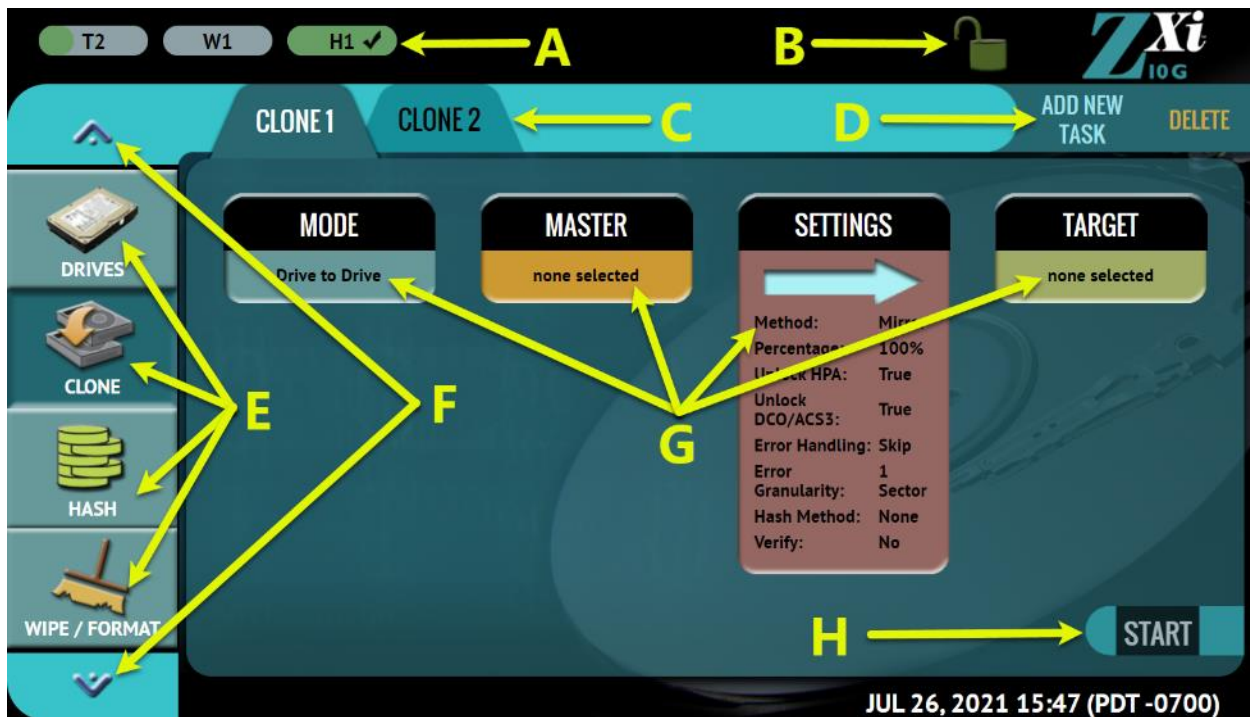 T2 W1 H1 A B ZXi
10G
CLONE 1 CLONE 2 C D ADD NEW TASK DELETE
MODE MASTER SETTINGS TARGET
Drive to Drive none selected none selected
DRIVES
Method: Mirror
Percentage: 100%
Unlock HPA: True
Unlock DCO/ACS3: True
CLONE
E F G
Error Handling: Skip
Error Granularity: 1 Sector
HASH
Hash Method: None
Verify: No
WIPE / FORMAT
H START
JUL 26, 2021 15:47 (PDT -0700)